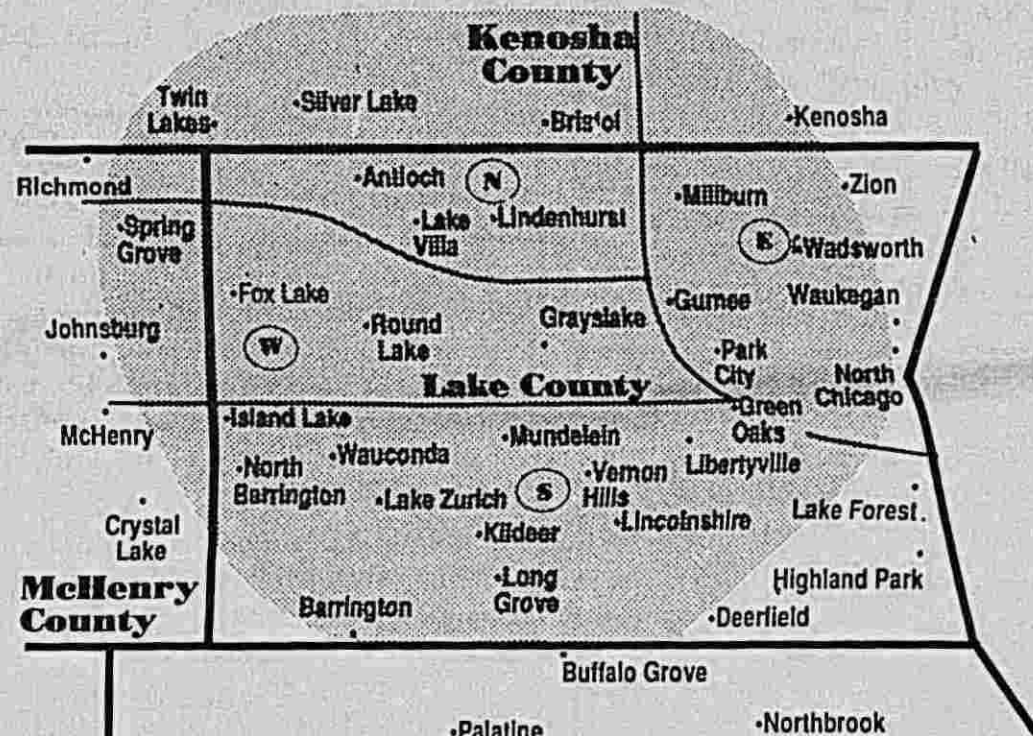 Kenosha
County
Twin
Lakes
Silver Lake
Bristol
Kenosha
Richmond
Antioch
N
Millburn
Zion
Spring
Grove
Lake
Villa
Lindenhurst
E
Wadsworth
Fox Lake
Gurnee
Waukegan
Johnsburg
Round
Lake
Grayslake
W
Park
City
North
Chicago
Lake County
Green
Oaks
McHenry
Island Lake
Mundelein
Wauconda
North
Barrington
Vernon
Hills
Libertyville
Lake Zurich
S
Lincolnshire
Lake Forest
Crystal
Lake
Kildeer
McHenry
County
Long
Grove
Highland Park
Barrington
Deerfield
Buffalo Grove
Palatine
Northbrook